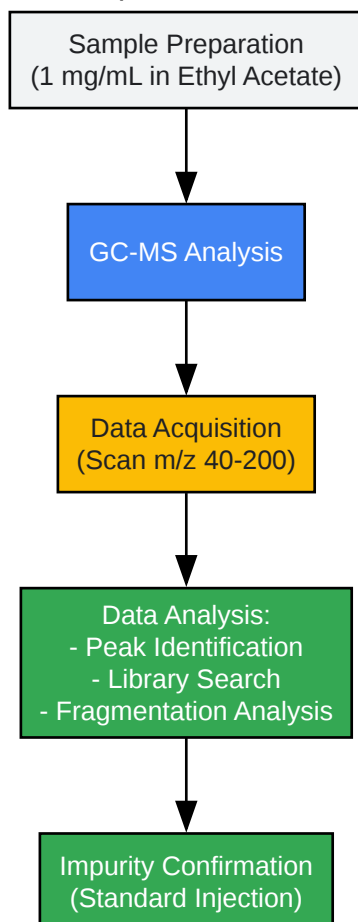 Sample Preparation
(1 mg/mL in Ethyl Acetate)
GC-MS Analysis
Data Acquisition
(Scan m/z 40-200)
Data Analysis:
- Peak Identification
- Library Search
- Fragmentation Analysis
Impurity Confirmation
(Standard Injection)